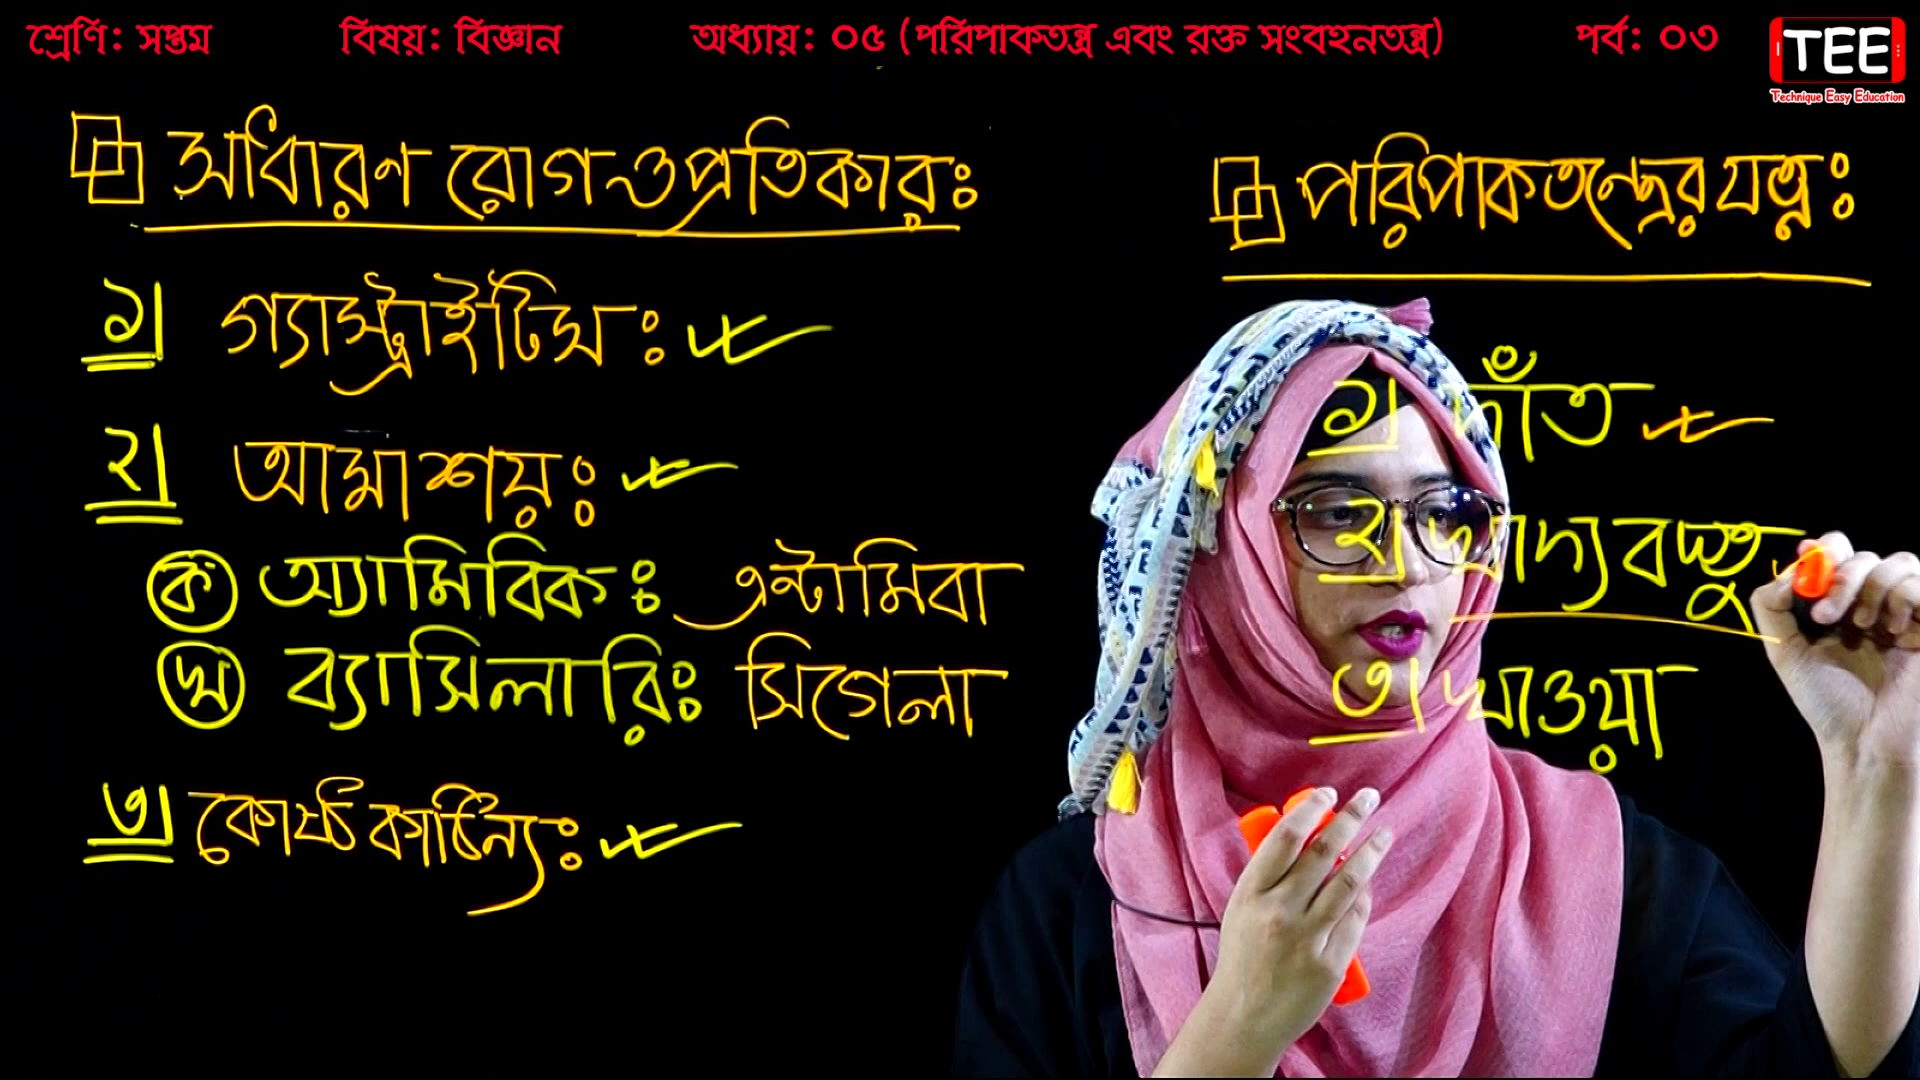 শ্রেণি: সপ্তম বিষয়: বিজ্ঞান অধ্যায়: ০৫ (পরিপাকতন্ত্র এবং রক্ত সংবহনতন্ত্র) পর্ব: ০৩
TEE
Technique Easy Education
সাধারণ রোগ ও প্রতিকার:
১। গ্যাস্ট্রাইটিস:
২। আমাশয়:
ক অ্যামিবিক: এন্টামিবা
খ ব্যাসিলারি: সিগেলা
৩। কোষ্ঠকাঠিন্য:
পরিপাকতন্ত্রের যত্ন:
১। দাঁত
২। খাদ্যবস্তু
৩। খাওয়া